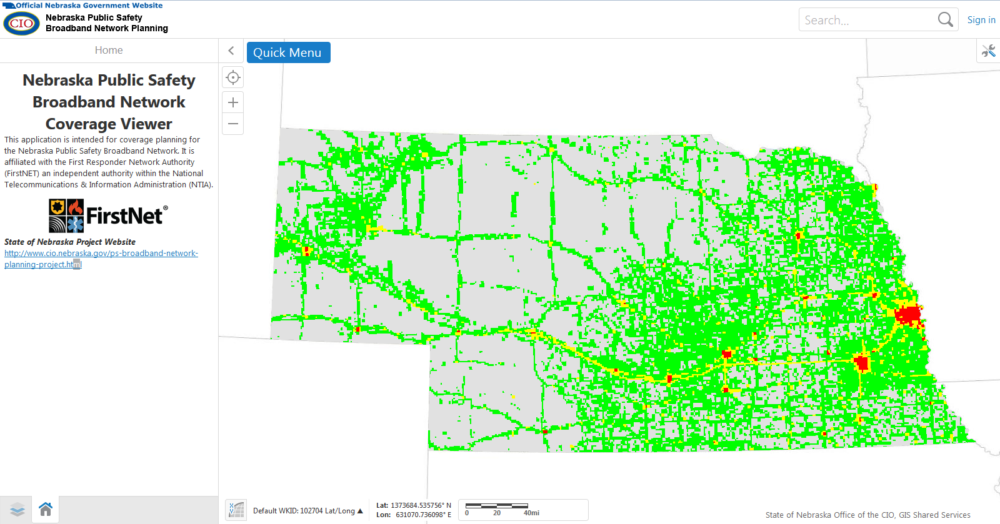 Official Nebraska Government Website
CIO
Nebraska Public Safety
Broadband Network Planning
Search...
Sign in
Home
Quick Menu
Nebraska Public Safety
Broadband Network
Coverage Viewer
This application is intended for coverage planning for
the Nebraska Public Safety Broadband Network. It is
affiliated with the First Responder Network Authority
(FirstNET) an independent authority within the National
Telecommunications & Information Administration (NTIA).
FirstNet®
State of Nebraska Project Website
http://www.cio.nebraska.gov/ps-broadband-network-
planning-project.html
X
Y
Default WKID: 102704 Lat/Long ▲
Lat: 1373684.535756° N
Lon: 631070.736098° E
0 20 40mi
State of Nebraska Office of the CIO, GIS Shared Services